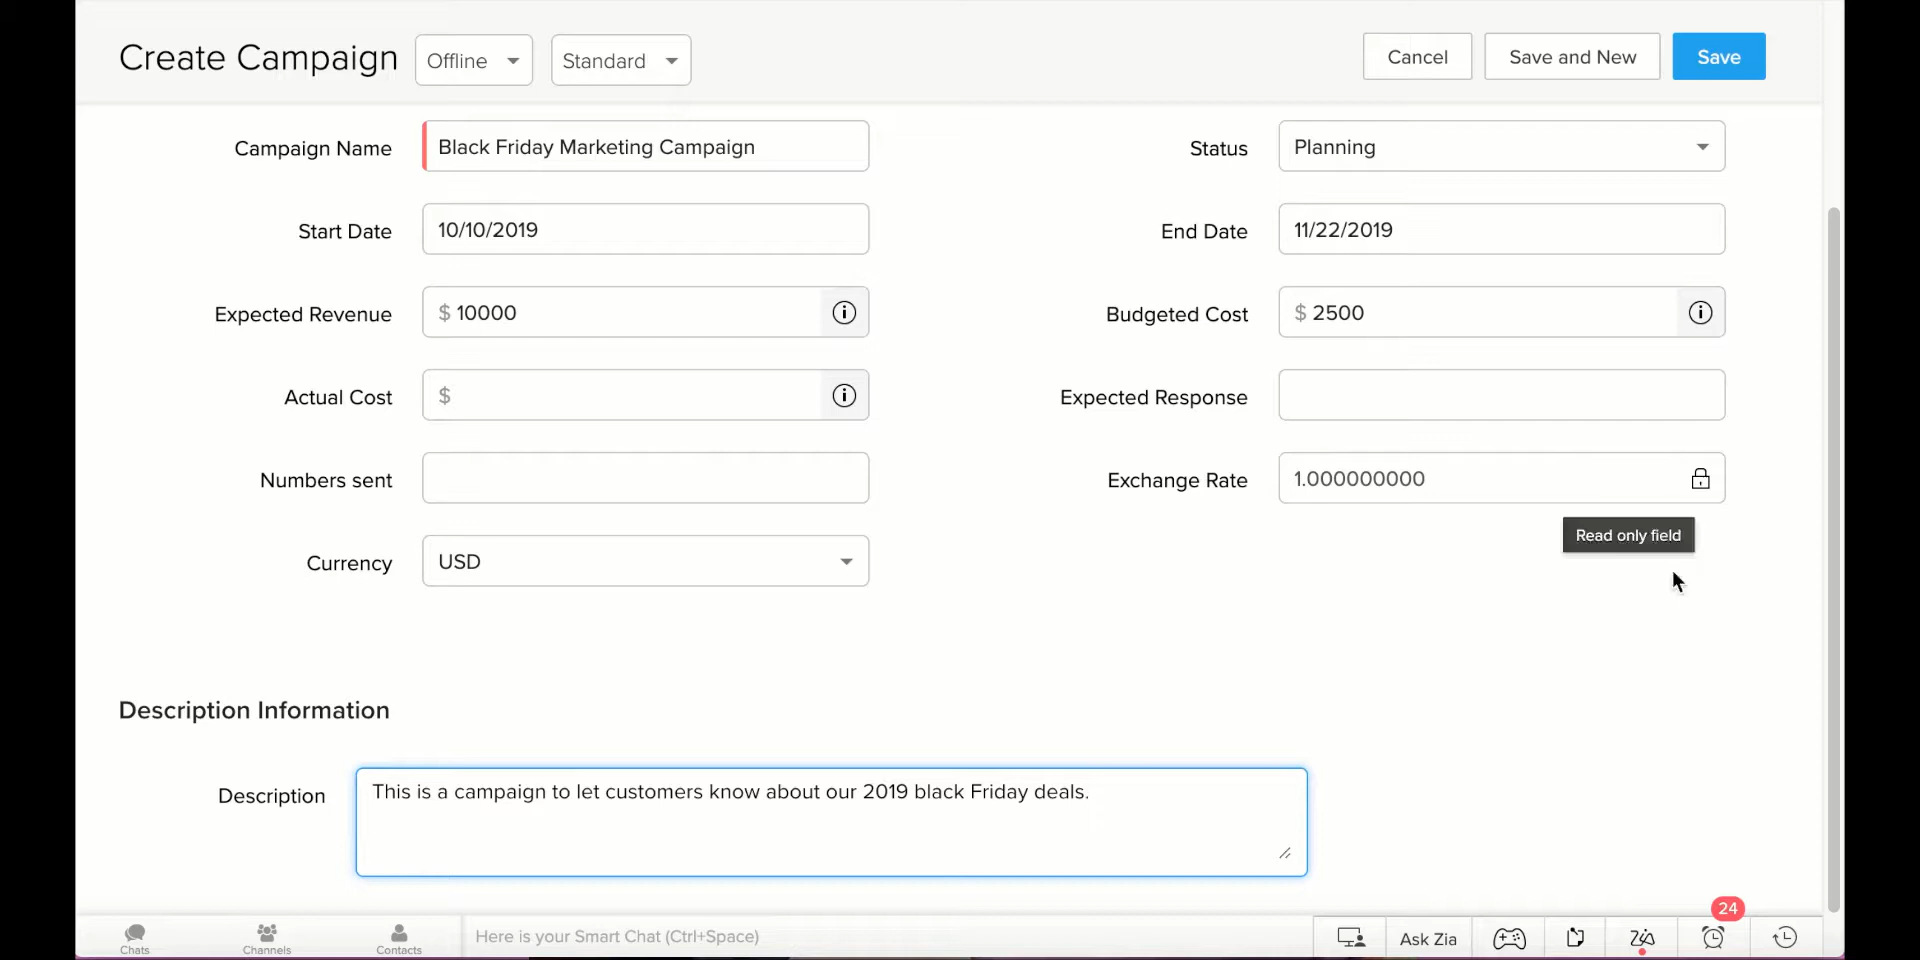 Create Campaign Offline Standard Cancel Save and New Save
Campaign Name Black Friday Marketing Campaign Status Planning
Start Date 10/10/2019 End Date 11/22/2019
Expected Revenue $ 10000 Budgeted Cost $ 2500
Actual Cost $ Expected Response
Numbers sent Exchange Rate 1.000000000
Read only field
Currency USD
Description Information
Description This is a campaign to let customers know about our 2019 black Friday deals.
24
Chats Channels Contacts Here is your Smart Chat (Ctrl+Space) Ask Zia